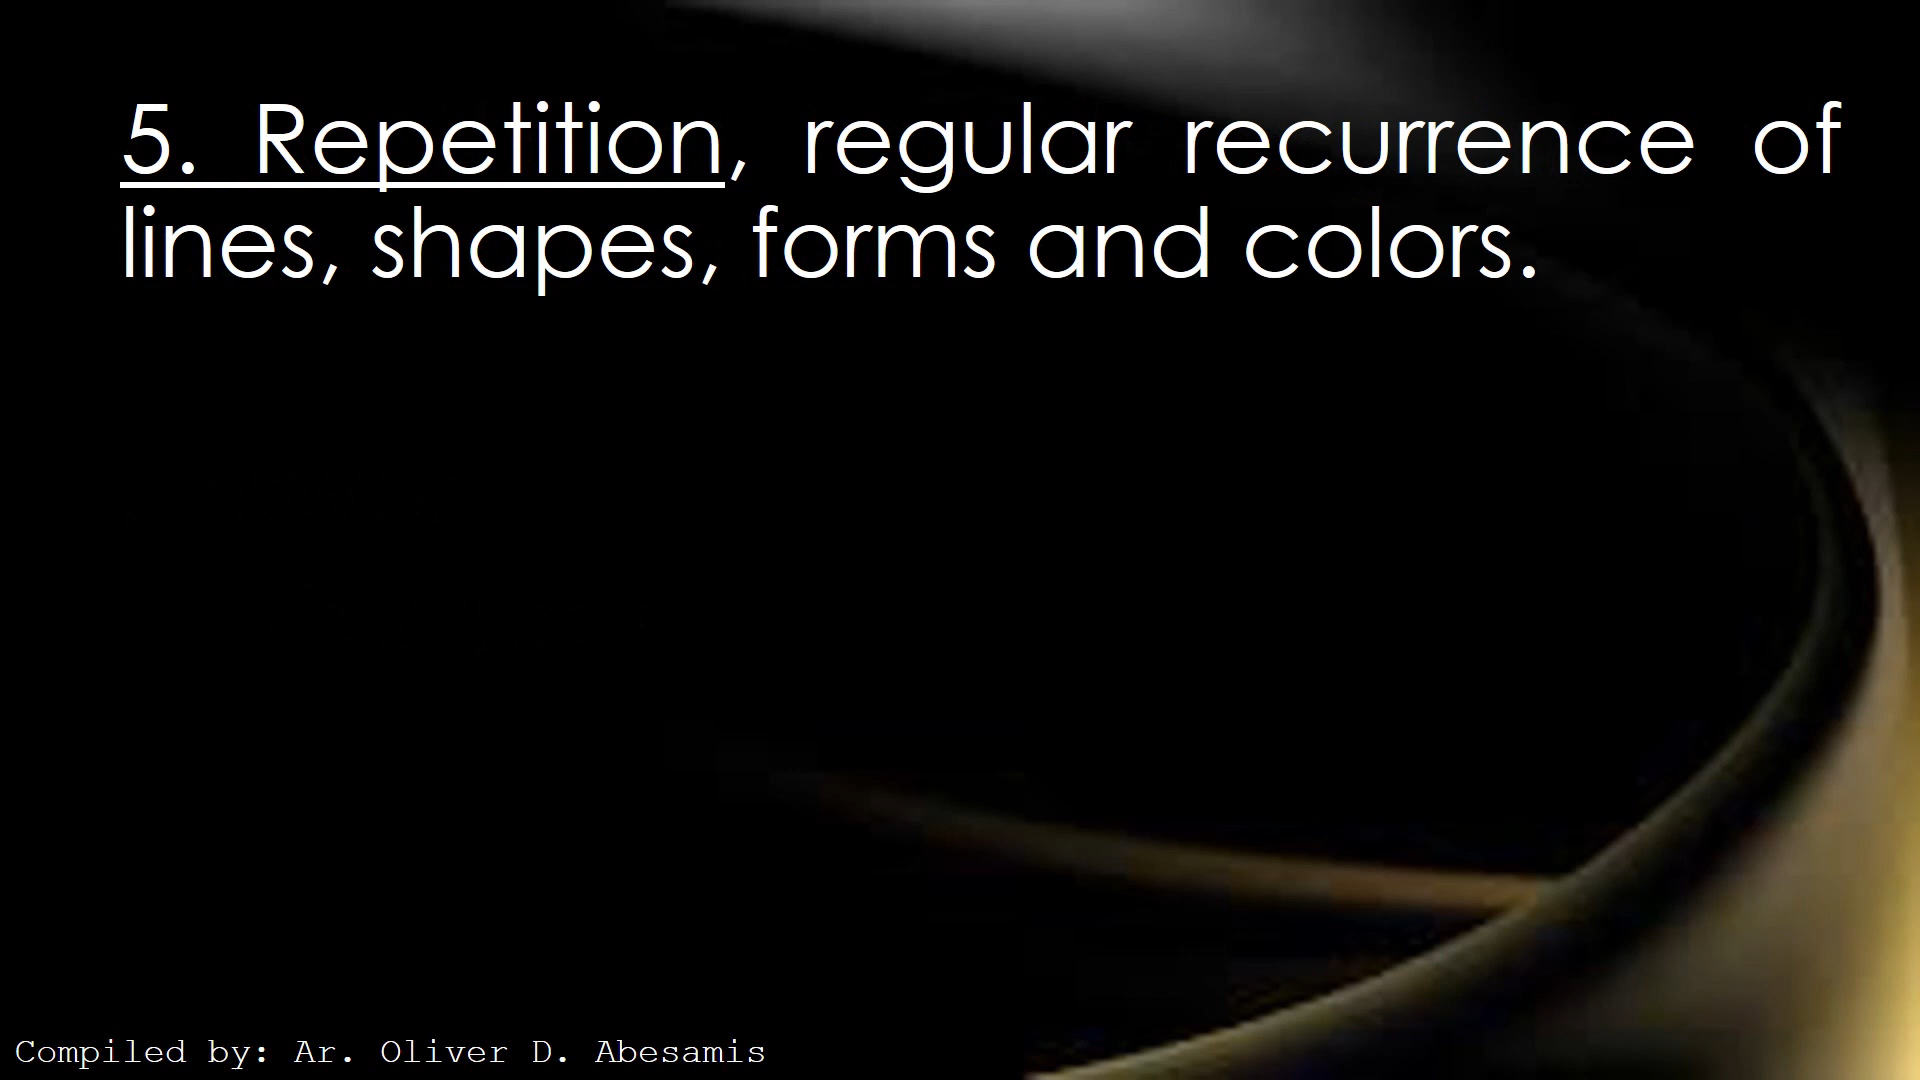 5. Repetition, regular recurrence of
lines, shapes, forms and colors.
Compiled by: Ar. Oliver D. Abesamis